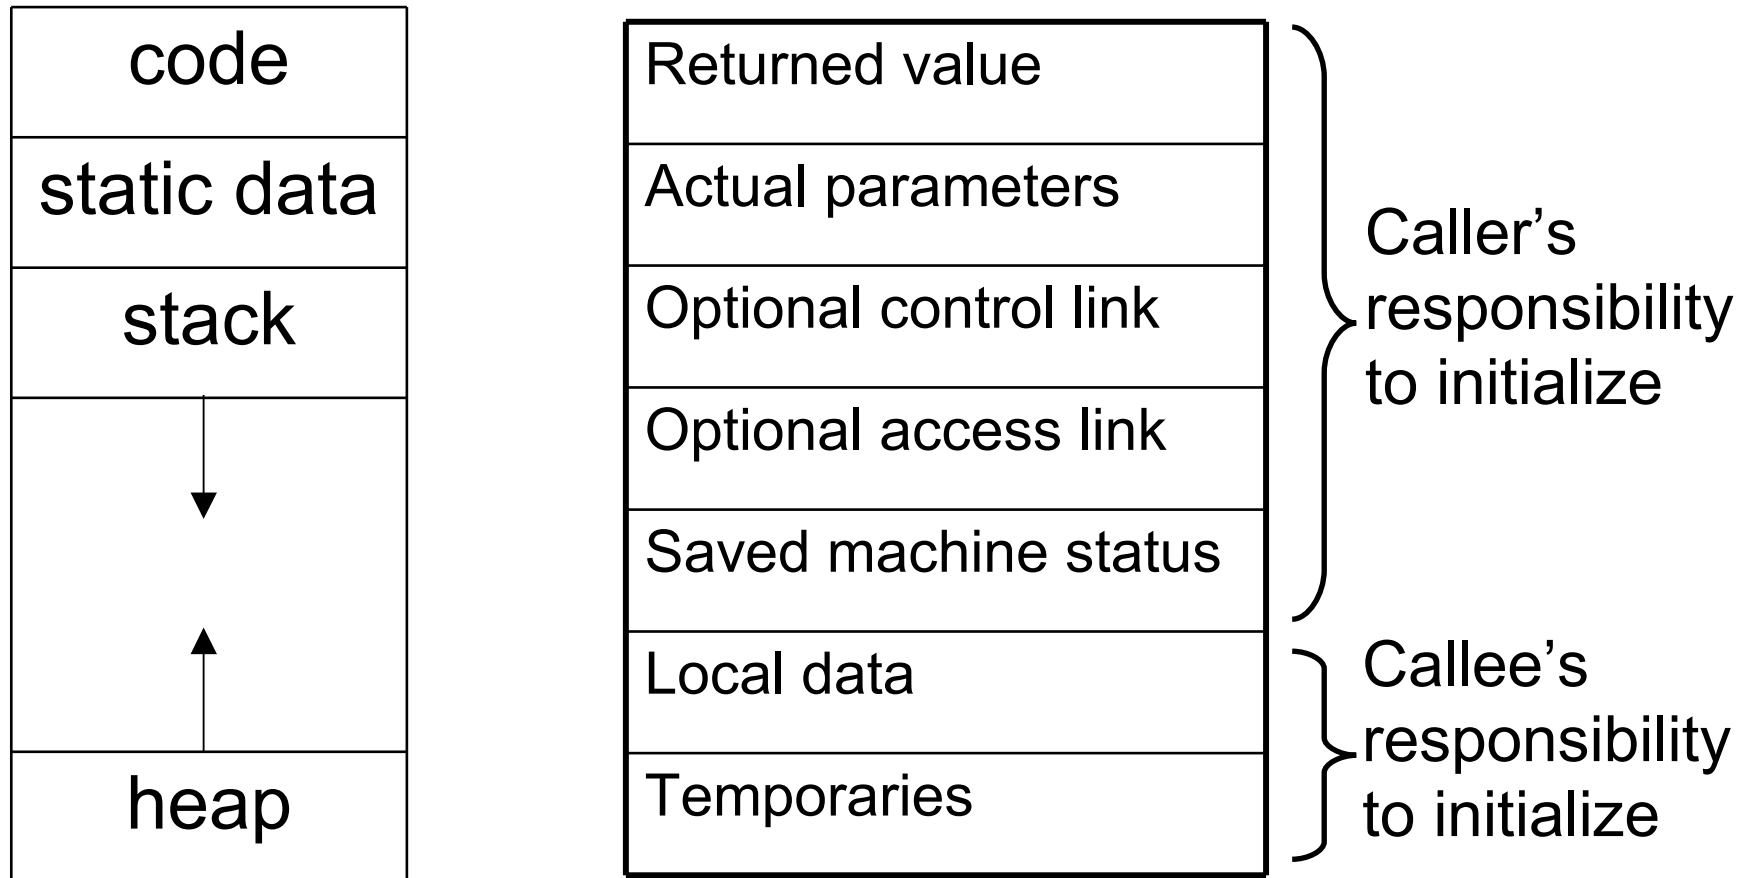 code
static data
stack
heap
Returned value
Actual parameters
Optional control link
Optional access link
Saved machine status
Local data
Temporaries
Caller’s
responsibility
to initialize
Callee’s
responsibility
to initialize